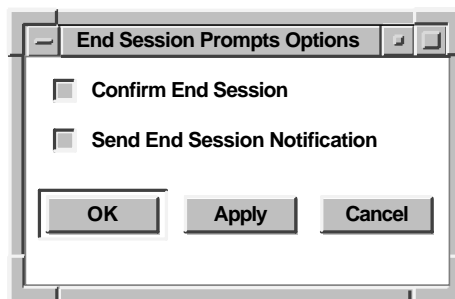 End Session Prompts Options
Confirm End Session
Send End Session Notification
OK Apply Cancel